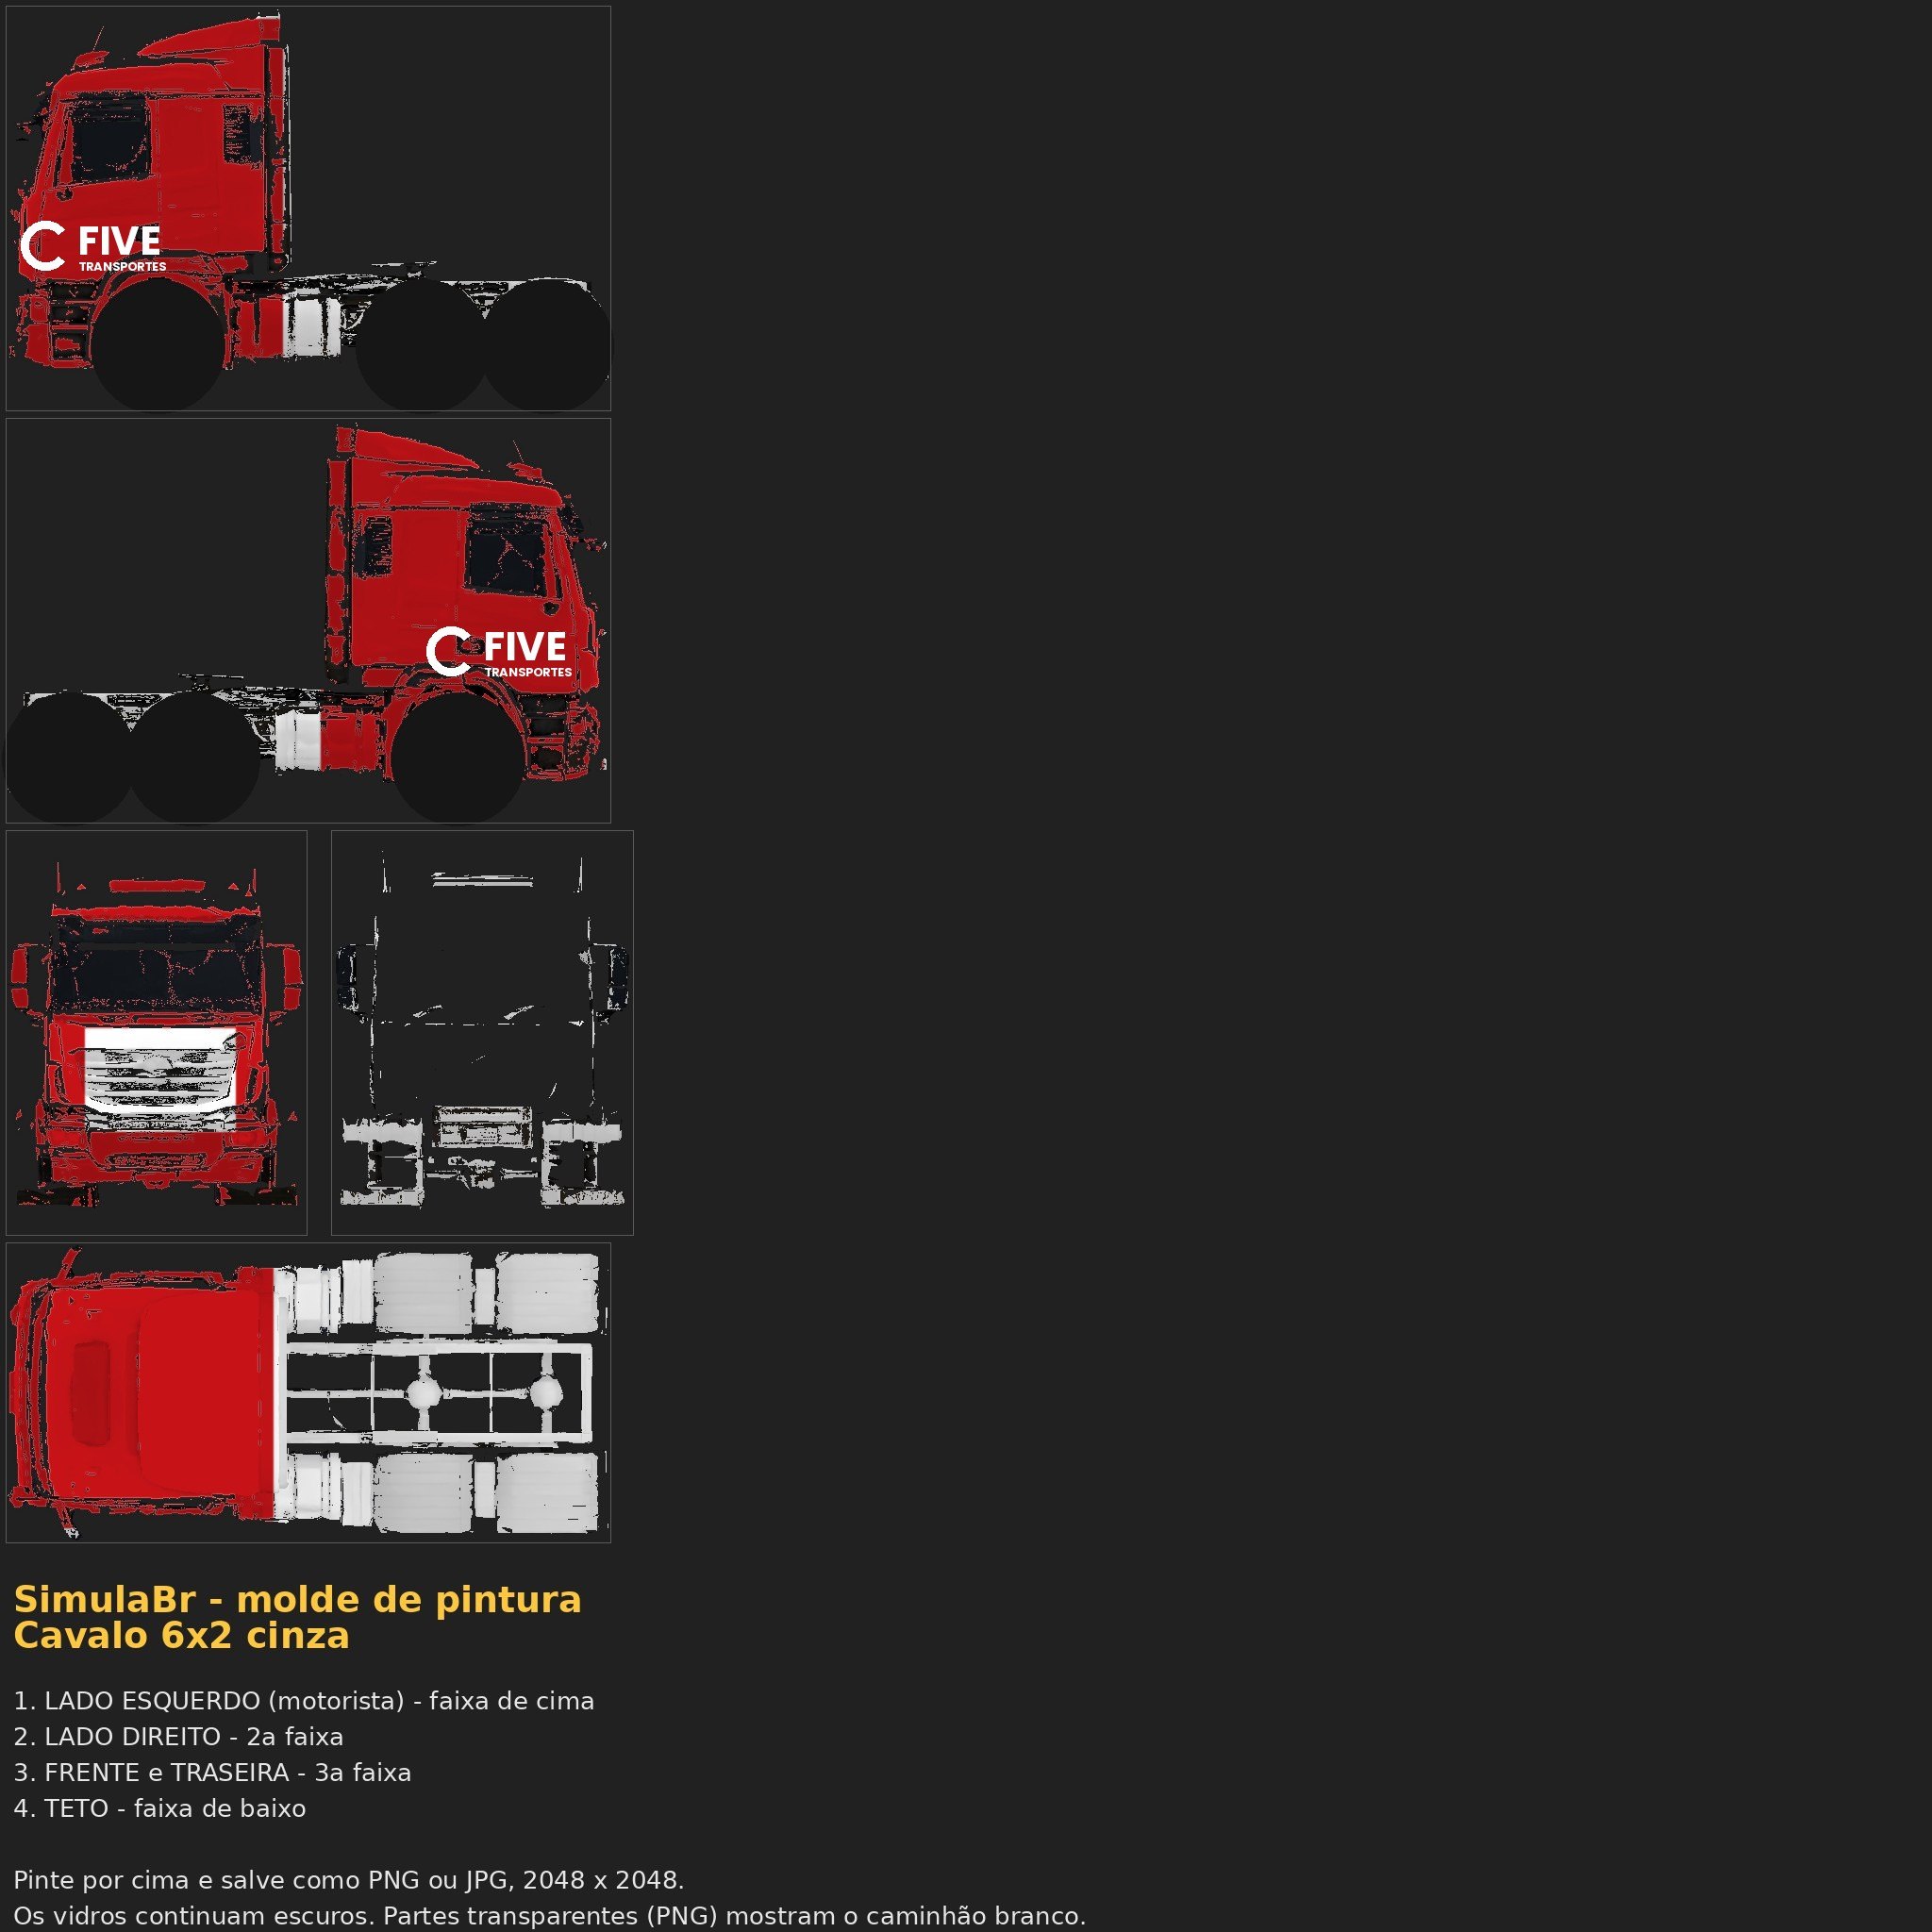 FIVE
TRANSPORTES
FIVE
TRANSPORTES
SimulaBr - molde de pintura
Cavalo 6x2 cinza
1. LADO ESQUERDO (motorista) - faixa de cima
2. LADO DIREITO - 2a faixa
3. FRENTE e TRASEIRA - 3a faixa
4. TETO - faixa de baixo
Pinte por cima e salve como PNG ou JPG, 2048 x 2048.
Os vidros continuam escuros. Partes transparentes (PNG) mostram o caminhão branco.